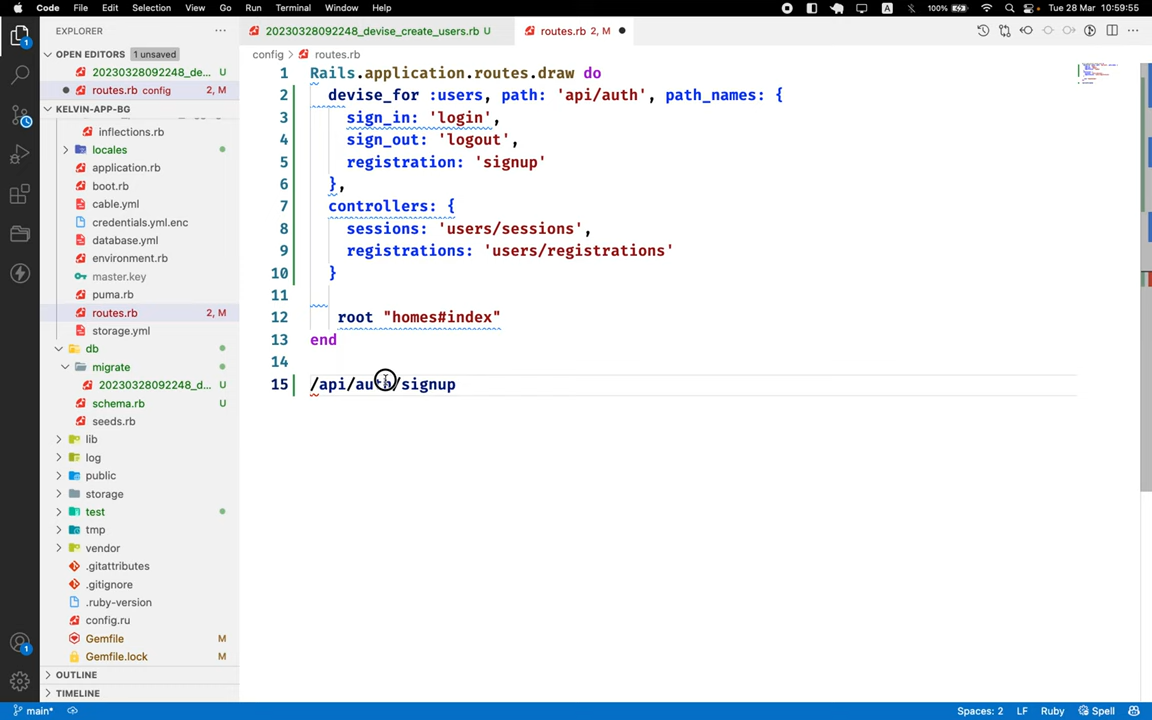 Code File Edit Selection View Go Run Terminal Window Help 100% Tue 28 Mar 10:59:55
EXPLORER
OPEN EDITORS 1 unsaved
20230328092248_de... U
routes.rb config 2, M
KELVIN-APP-BG
inflections.rb
locales
application.rb
boot.rb
cable.yml
credentials.yml.enc
database.yml
environment.rb
master.key
puma.rb
routes.rb 2, M
storage.yml
db
migrate
20230328092248_d... U
schema.rb U
seeds.rb
lib
log
public
storage
test
tmp
vendor
.gitattributes
.gitignore
.ruby-version
config.ru
Gemfile M
Gemfile.lock M
OUTLINE
TIMELINE
20230328092248_devise_create_users.rb U
routes.rb 2, M
config > routes.rb
1 Rails.application.routes.draw do
2 devise_for :users, path: 'api/auth', path_names: {
3 sign_in: 'login',
4 sign_out: 'logout',
5 registration: 'signup'
6 },
7 controllers: {
8 sessions: 'users/sessions',
9 registrations: 'users/registrations'
10 }
11
12 root "homes#index"
13 end
14
15 /api/auth/signup
main* Spaces: 2 LF Ruby Spell